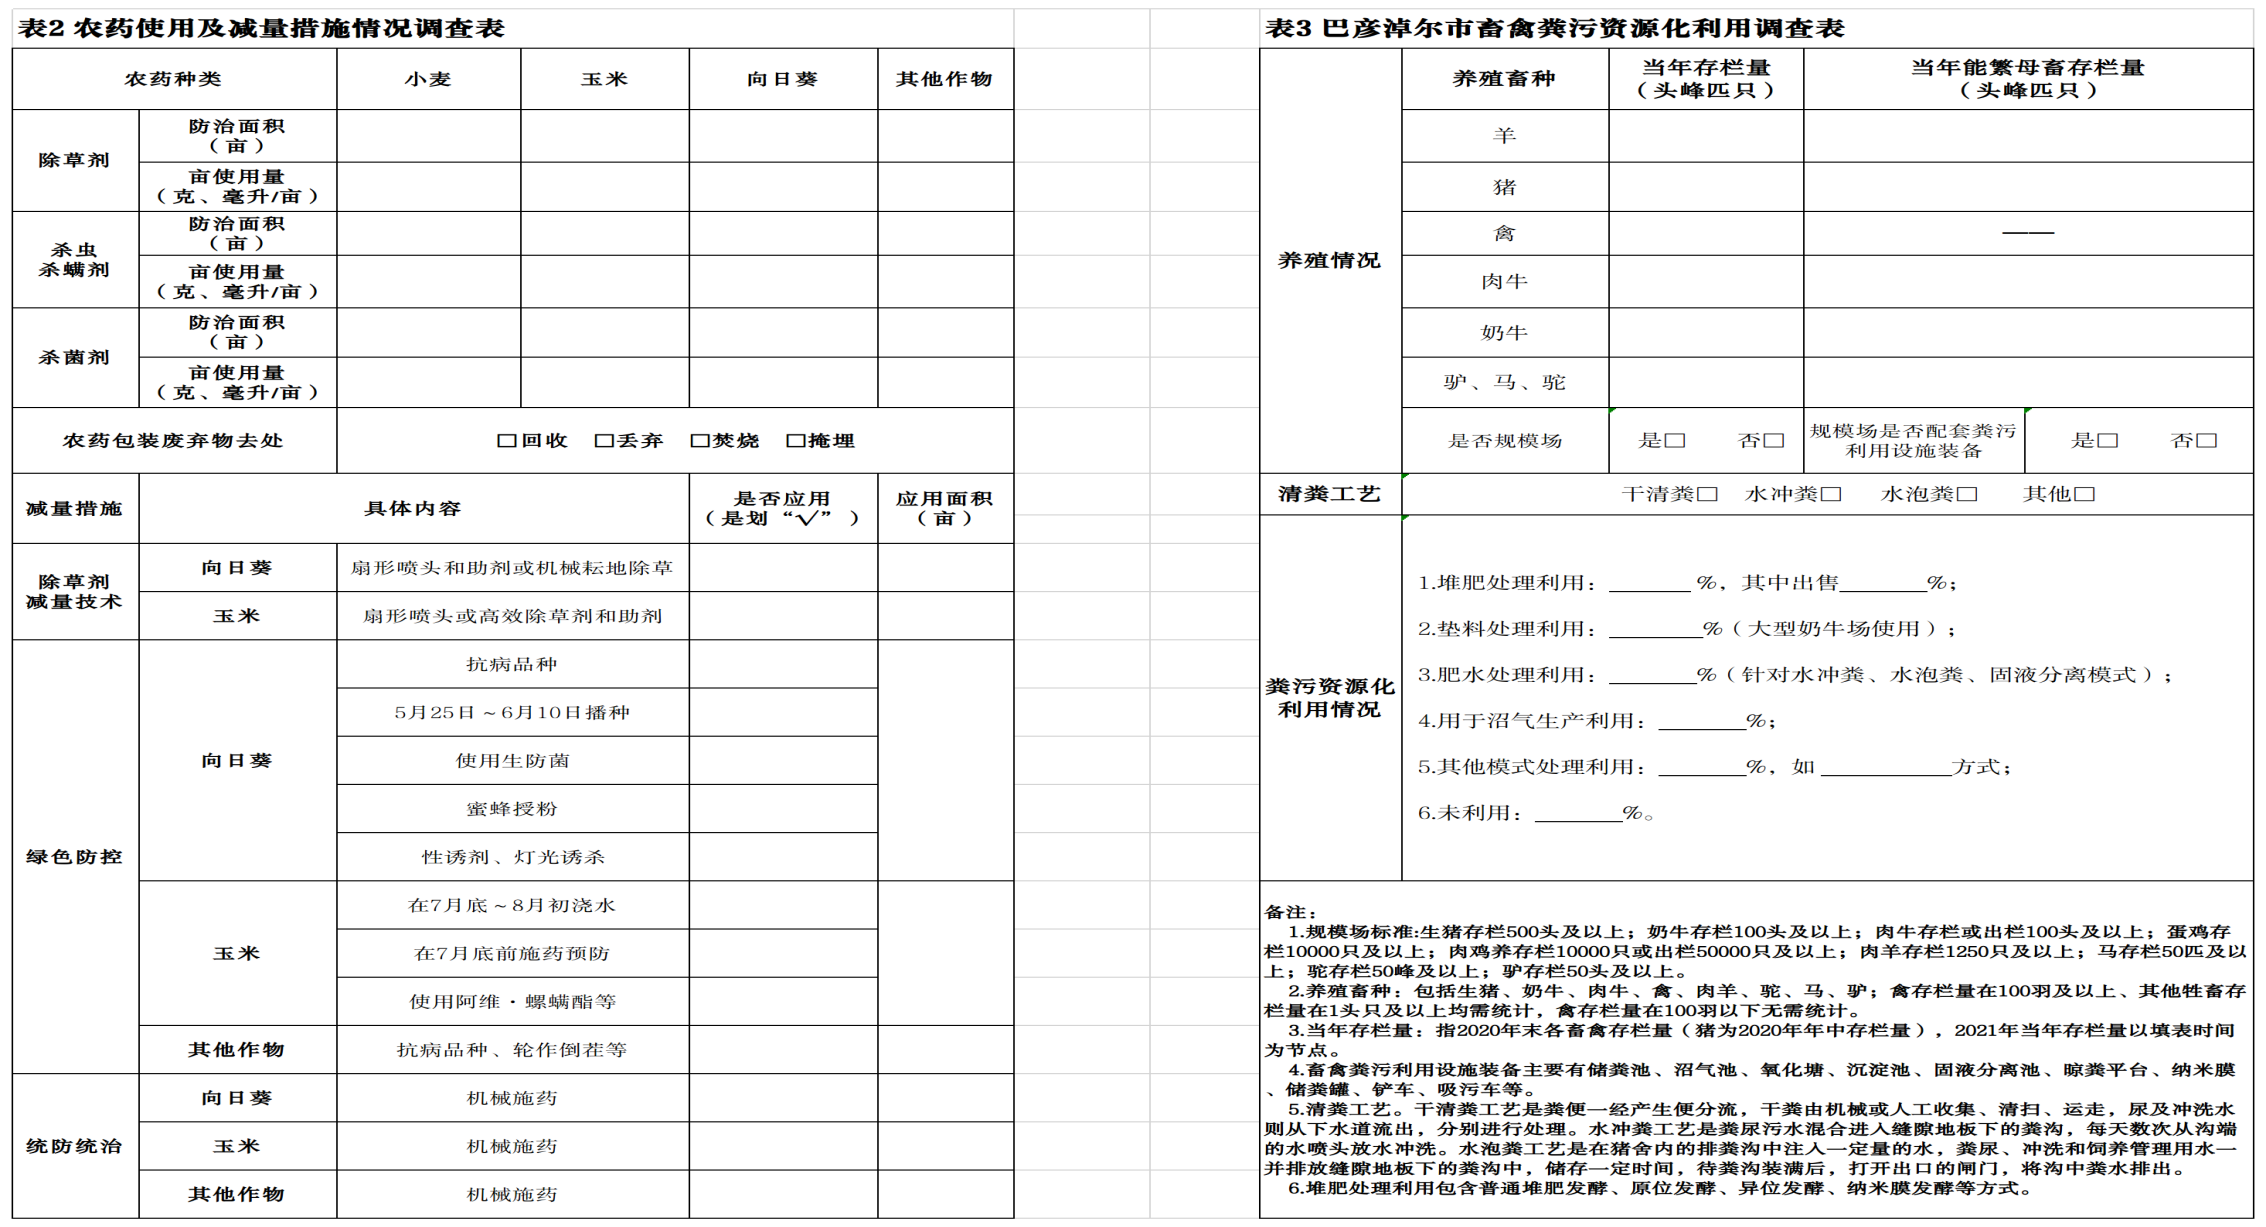 表2 农药使用及减量措施情况调查表
农药种类 小麦 玉米 向日葵 其他作物
除草剂
防治面积
（亩）
亩使用量
（克、毫升/亩）
杀虫
杀螨剂
防治面积
（亩）
亩使用量
（克、毫升/亩）
杀菌剂
防治面积
（亩）
亩使用量
（克、毫升/亩）
农药包装废弃物去处 □回收 □丢弃 □焚烧 □掩埋
减量措施 具体内容
是否应用
（是划“√”）
应用面积
（亩）
除草剂
减量技术
向日葵 扇形喷头和助剂或机械耘地除草
玉米 扇形喷头或高效除草剂和助剂
绿色防控
向日葵
抗病品种
5月25日～6月10日播种
使用生防菌
蜜蜂授粉
性诱剂、灯光诱杀
玉米
在7月底～8月初浇水
在7月底前施药预防
使用阿维·螺螨酯等
其他作物 抗病品种、轮作倒茬等
统防统治
向日葵 机械施药
玉米 机械施药
其他作物 机械施药
表3 巴彦淖尔市畜禽粪污资源化利用调查表
养殖情况
养殖畜种
当年存栏量
（头峰匹只）
当年能繁母畜存栏量
（头峰匹只）
羊
猪
禽 ——
肉牛
奶牛
驴、马、驼
是否规模场 是□ 否□
规模场是否配套粪污
利用设施装备
是□ 否□
清粪工艺 干清粪□ 水冲粪□ 水泡粪□ 其他□
粪污资源化
利用情况
1.堆肥处理利用：________%，其中出售________%；
2.垫料处理利用：________%（大型奶牛场使用）；
3.肥水处理利用：________%（针对水冲粪、水泡粪、固液分离模式）；
4.用于沼气生产利用：________%；
5.其他模式处理利用：________%，如____________方式；
6.未利用：________%。
备注：
1.规模场标准:生猪存栏500头及以上；奶牛存栏100头及以上；肉牛存栏或出栏100头及以上；蛋鸡存
栏10000只及以上；肉鸡养存栏10000只或出栏50000只及以上；肉羊存栏1250只及以上；马存栏50匹及以
上；驼存栏50峰及以上；驴存栏50头及以上。
2.养殖畜种：包括生猪、奶牛、肉牛、禽、肉羊、驼、马、驴；禽存栏量在100羽及以上、其他牲畜存
栏量在1头只及以上均需统计，禽存栏量在100羽以下无需统计。
3.当年存栏量：指2020年末各畜禽存栏量（猪为2020年年中存栏量），2021年当年存栏量以填表时间
为节点。
4.畜禽粪污利用设施装备主要有储粪池、沼气池、氧化塘、沉淀池、固液分离池、晾粪平台、纳米膜
、储粪罐、铲车、吸污车等。
5.清粪工艺。干清粪工艺是粪便一经产生便分流，干粪由机械或人工收集、清扫、运走，尿及冲洗水
则从下水道流出，分别进行处理。水冲粪工艺是粪尿污水混合进入缝隙地板下的粪沟，每天数次从沟端
的水喷头放水冲洗。水泡粪工艺是在猪舍内的排粪沟中注入一定量的水，粪尿、冲洗和饲养管理用水一
并排放缝隙地板下的粪沟中，储存一定时间，待粪沟装满后，打开出口的闸门，将沟中粪水排出。
6.堆肥处理利用包含普通堆肥发酵、原位发酵、异位发酵、纳米膜发酵等方式。